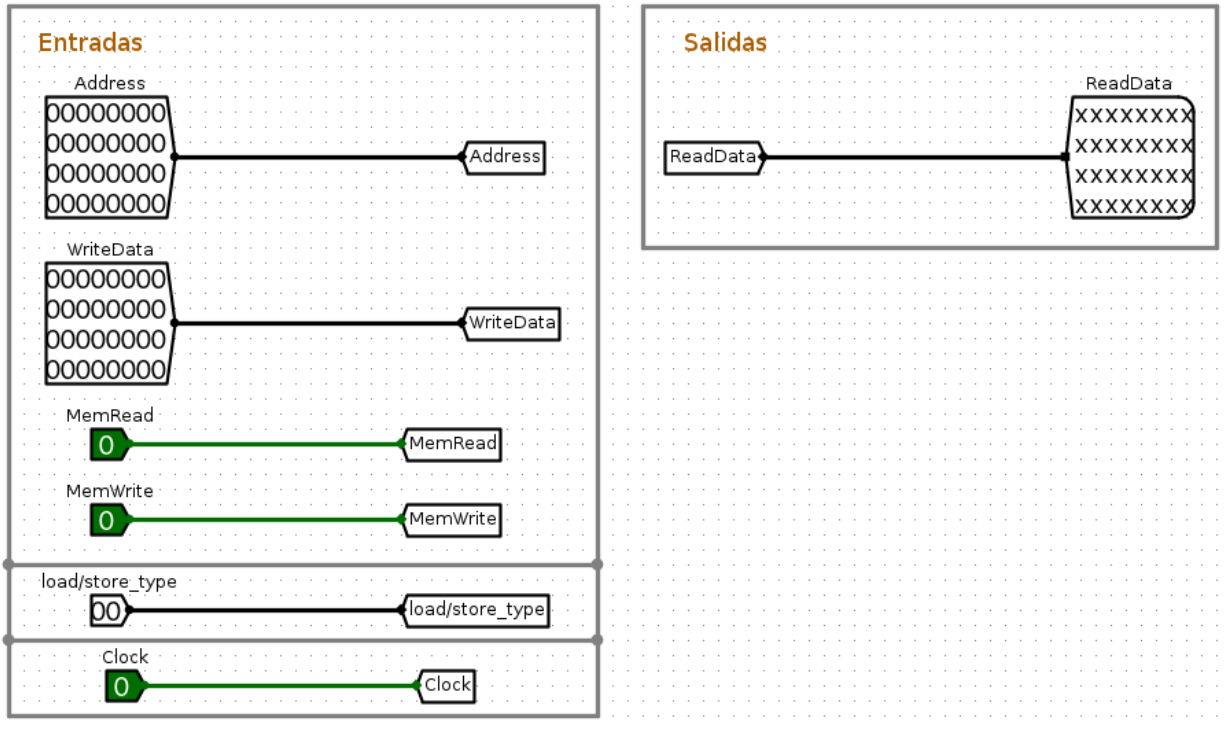 Entradas
Address
00000000
00000000
00000000
00000000
Address
WriteData
00000000
00000000
00000000
00000000
WriteData
MemRead
0
MemRead
MemWrite
0
MemWrite
load/store_type
00
load/store_type
Clock
0
Clock
Salidas
ReadData
ReadData
xxxxxxxx
xxxxxxxx
xxxxxxxx
xxxxxxxx